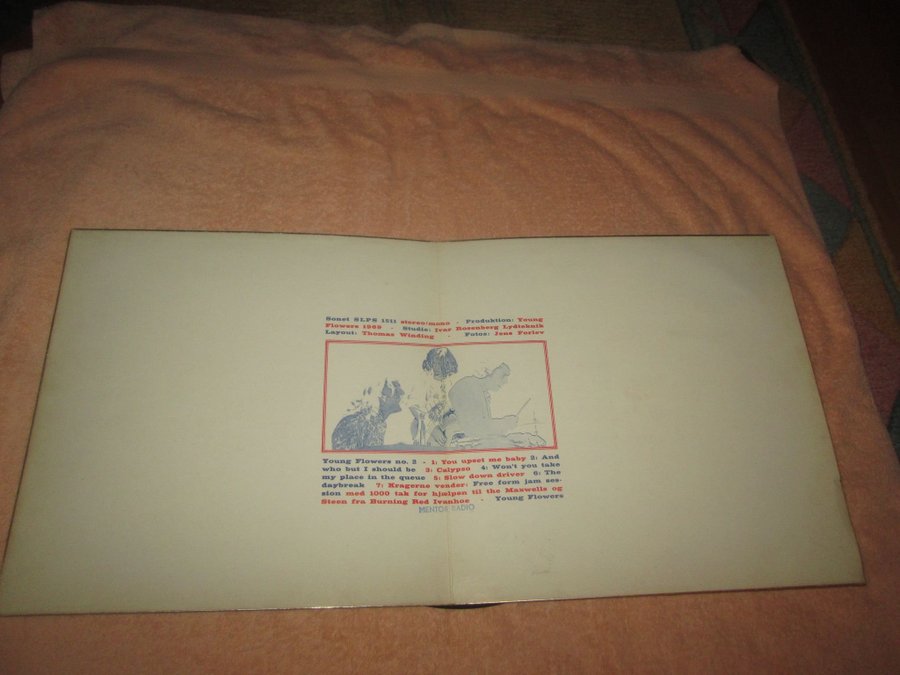 Sonet SLPS 1511 stereo/mono - Produktion: Young
Flowers 1969 - Studie: Ivar Rosenberg Lydteknik
Layout: Thomas Winding Fotos: Jens Forlev
Young Flowers no. 2 - 1: You upset me baby 2: And
who but I should be 3: Calypso 4: Won't you take
my place in the queue 5: Slow down driver 6: The
daybreak 7: Kragerne vender: Free form jam ses-
sion med 1000 tak for hjælpen til the Maxwells og
Steen fra Burning Red Ivanhoe - Young Flowers
MENTOR RADIO